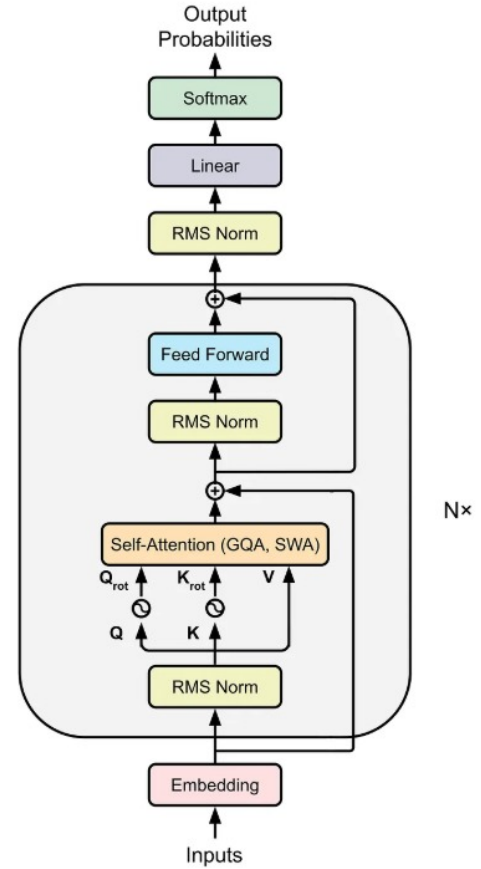 Output
Probabilities
Softmax
Linear
RMS Norm
Feed Forward
RMS Norm
N×
Self-Attention (GQA, SWA)
Qrot
Krot
V
Q
K
RMS Norm
Embedding
Inputs